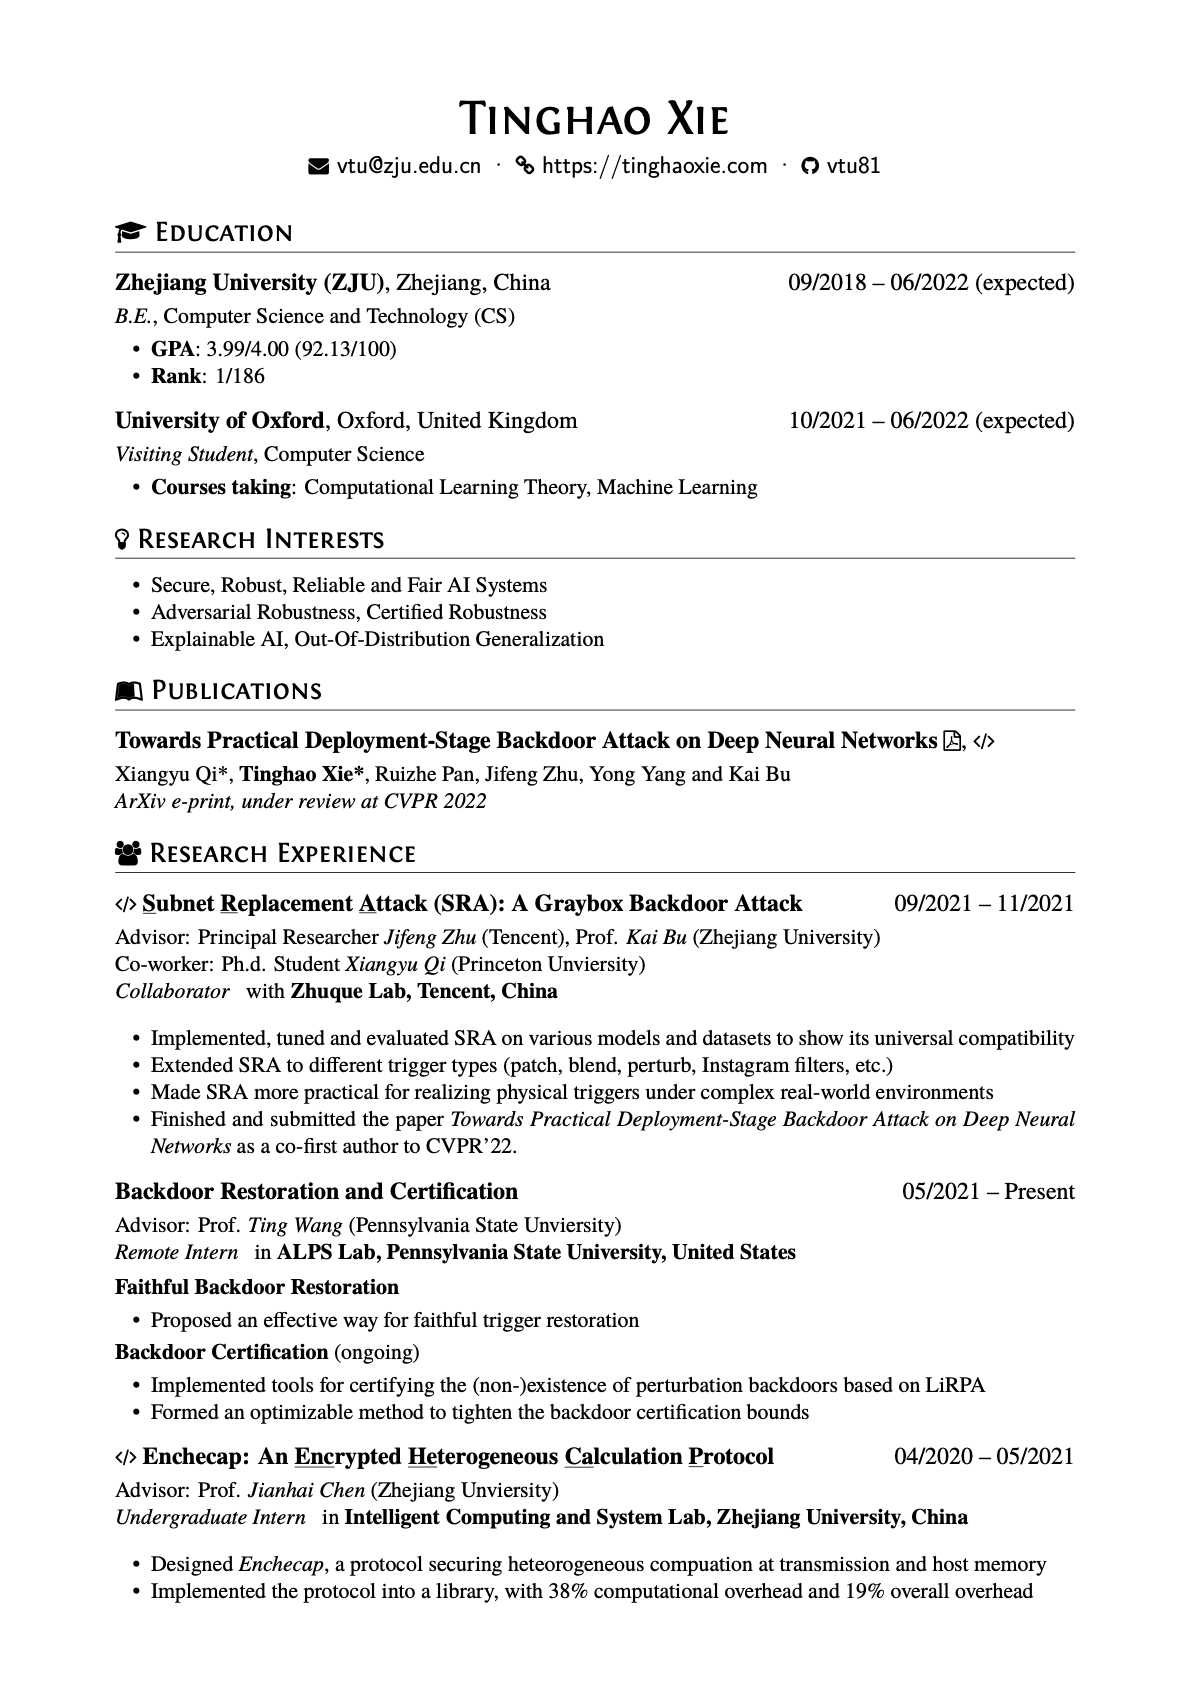 Tinghao Xie
vtu@zju.edu.cn · https://tinghaoxie.com · vtu81
Education
Zhejiang University (ZJU), Zhejiang, China 09/2018 – 06/2022 (expected)
B.E., Computer Science and Technology (CS)
• GPA: 3.99/4.00 (92.13/100)
• Rank: 1/186
University of Oxford, Oxford, United Kingdom 10/2021 – 06/2022 (expected)
Visiting Student, Computer Science
• Courses taking: Computational Learning Theory, Machine Learning
Research Interests
• Secure, Robust, Reliable and Fair AI Systems
• Adversarial Robustness, Certified Robustness
• Explainable AI, Out-Of-Distribution Generalization
Publications
Towards Practical Deployment-Stage Backdoor Attack on Deep Neural Networks , </>
Xiangyu Qi*, Tinghao Xie*, Ruizhe Pan, Jifeng Zhu, Yong Yang and Kai Bu
ArXiv e-print, under review at CVPR 2022
Research Experience
</> Subnet Replacement Attack (SRA): A Graybox Backdoor Attack 09/2021 – 11/2021
Advisor: Principal Researcher Jifeng Zhu (Tencent), Prof. Kai Bu (Zhejiang University)
Co-worker: Ph.d. Student Xiangyu Qi (Princeton Unviersity)
Collaborator with Zhuque Lab, Tencent, China
• Implemented, tuned and evaluated SRA on various models and datasets to show its universal compatibility
• Extended SRA to different trigger types (patch, blend, perturb, Instagram filters, etc.)
• Made SRA more practical for realizing physical triggers under complex real-world environments
• Finished and submitted the paper Towards Practical Deployment-Stage Backdoor Attack on Deep Neural
Networks as a co-first author to CVPR’22.
Backdoor Restoration and Certification 05/2021 – Present
Advisor: Prof. Ting Wang (Pennsylvania State Unviersity)
Remote Intern in ALPS Lab, Pennsylvania State University, United States
Faithful Backdoor Restoration
• Proposed an effective way for faithful trigger restoration
Backdoor Certification (ongoing)
• Implemented tools for certifying the (non-)existence of perturbation backdoors based on LiRPA
• Formed an optimizable method to tighten the backdoor certification bounds
</> Enchecap: An Encrypted Heterogeneous Calculation Protocol 04/2020 – 05/2021
Advisor: Prof. Jianhai Chen (Zhejiang Unviersity)
Undergraduate Intern in Intelligent Computing and System Lab, Zhejiang University, China
• Designed Enchecap, a protocol securing heteorogeneous compuation at transmission and host memory
• Implemented the protocol into a library, with 38% computational overhead and 19% overall overhead